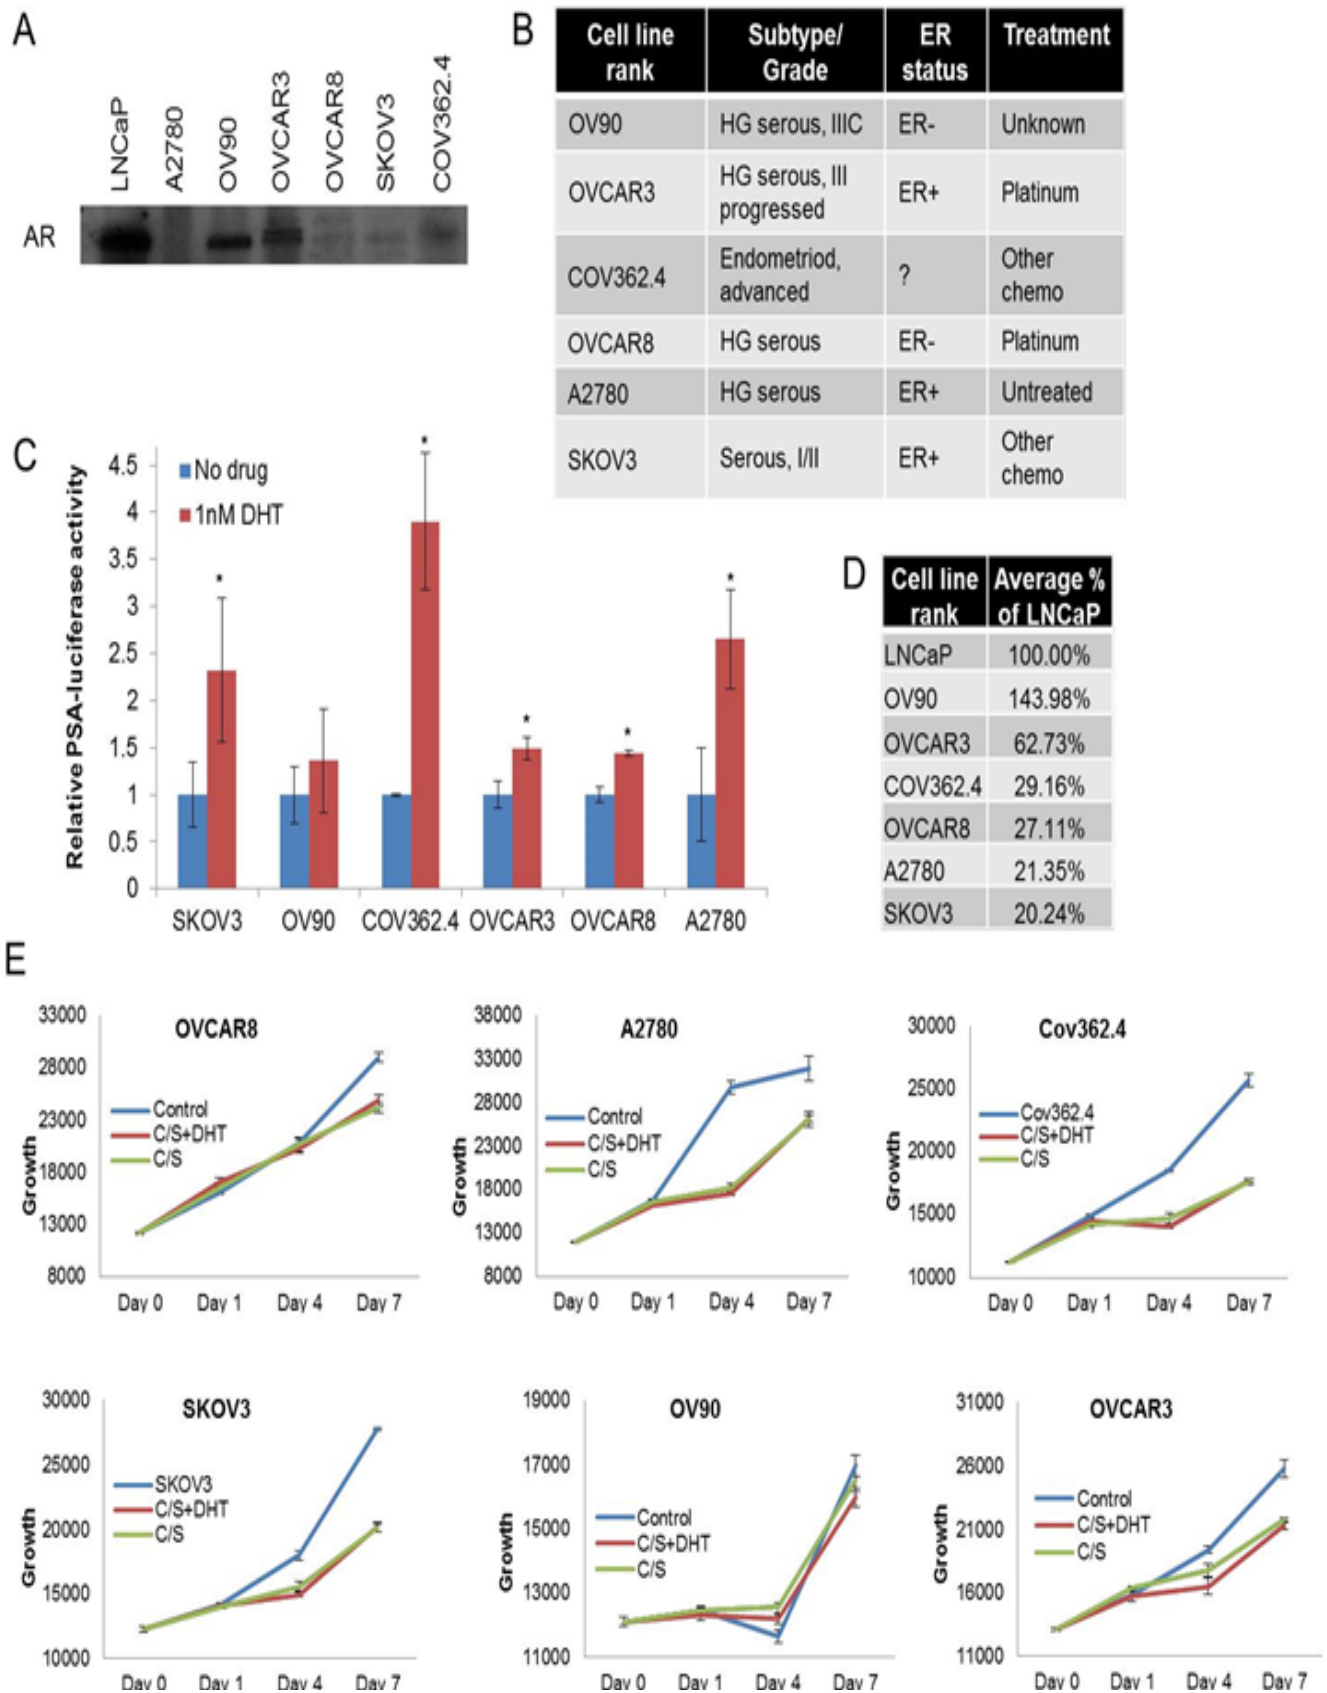 A
LNCaP
A2780
OV90
OVCAR3
OVCAR8
SKOV3
COV362.4
AR
B
Cell line rank Subtype/ Grade ER status Treatment
OV90 HG serous, IIIC ER- Unknown
OVCAR3 HG serous, III progressed ER+ Platinum
COV362.4 Endometriod, advanced ? Other chemo
OVCAR8 HG serous ER- Platinum
A2780 HG serous ER+ Untreated
SKOV3 Serous, I/II ER+ Other chemo
C
Relative PSA-luciferase activity
4.5
4
3.5
3
2.5
2
1.5
1
0.5
0
No drug
1nM DHT
*
*
*
*
*
SKOV3 OV90 COV362.4 OVCAR3 OVCAR8 A2780
D
Cell line rank Average % of LNCaP
LNCaP 100.00%
OV90 143.98%
OVCAR3 62.73%
COV362.4 29.16%
OVCAR8 27.11%
A2780 21.35%
SKOV3 20.24%
E
OVCAR8
Growth
33000
28000
23000
18000
13000
8000
Control
C/S+DHT
C/S
Day 0 Day 1 Day 4 Day 7
A2780
Growth
38000
33000
28000
23000
18000
13000
8000
Control
C/S+DHT
C/S
Day 0 Day 1 Day 4 Day 7
Cov362.4
Growth
30000
25000
20000
15000
10000
Cov362.4
C/S+DHT
C/S
Day 0 Day 1 Day 4 Day 7
SKOV3
Growth
30000
25000
20000
15000
10000
SKOV3
C/S+DHT
C/S
Day 0 Day 1 Day 4 Day 7
OV90
Growth
19000
17000
15000
13000
11000
Control
C/S+DHT
C/S
Day 0 Day 1 Day 4 Day 7
OVCAR3
Growth
31000
26000
21000
16000
11000
Control
C/S+DHT
C/S
Day 0 Day 1 Day 4 Day 7